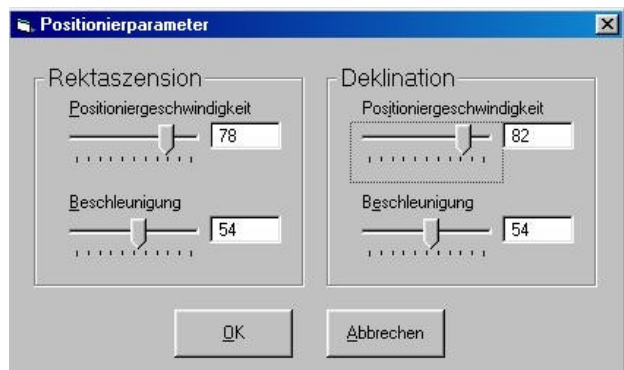 Positionierparameter
Rektaszension
Positioniergeschwindigkeit
78
Beschleunigung
54
Deklination
Positioniergeschwindigkeit
82
Beschleunigung
54
OK
Abbrechen